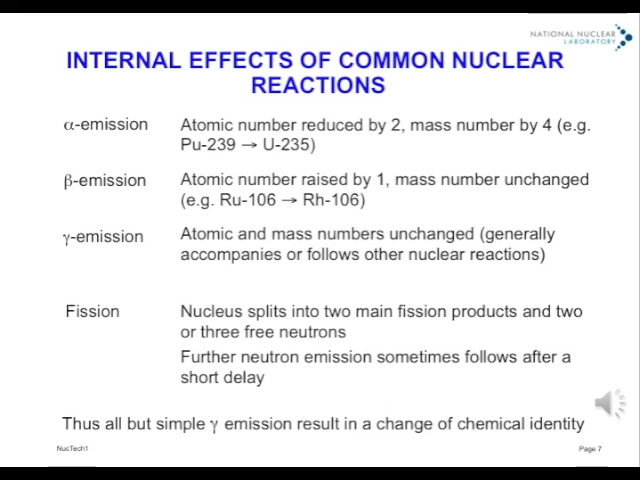 NATIONAL NUCLEAR
LABORATORY
INTERNAL EFFECTS OF COMMON NUCLEAR
REACTIONS
α-emission
Atomic number reduced by 2, mass number by 4 (e.g.
Pu-239 → U-235)
β-emission
Atomic number raised by 1, mass number unchanged
(e.g. Ru-106 → Rh-106)
γ-emission
Atomic and mass numbers unchanged (generally
accompanies or follows other nuclear reactions)
Fission
Nucleus splits into two main fission products and two
or three free neutrons
Further neutron emission sometimes follows after a
short delay
Thus all but simple γ emission result in a change of chemical identity
NucTech1
Page 7